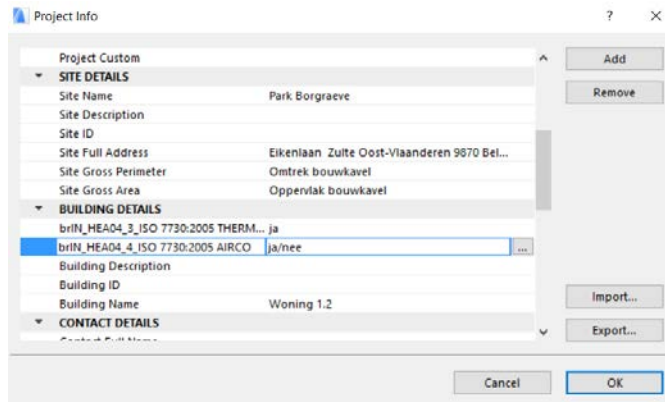 Project Info
Project Custom
Add
SITE DETAILS
Site Name Park Borgraeve
Remove
Site Description
Site ID
Site Full Address Eikenlaan Zulte Oost-Vlaanderen 9870 Bel...
Site Gross Perimeter Omtrek bouwkavel
Site Gross Area Oppervlak bouwkavel
BUILDING DETAILS
brIN_HEA04_3_ISO 7730:2005 THERM... ja
brIN_HEA04_4_ISO 7730:2005 AIRCO ja/nee ...
Building Description
Building ID
Import...
Building Name Woning 1.2
CONTACT DETAILS
Export...
Contact Full Name
Cancel OK